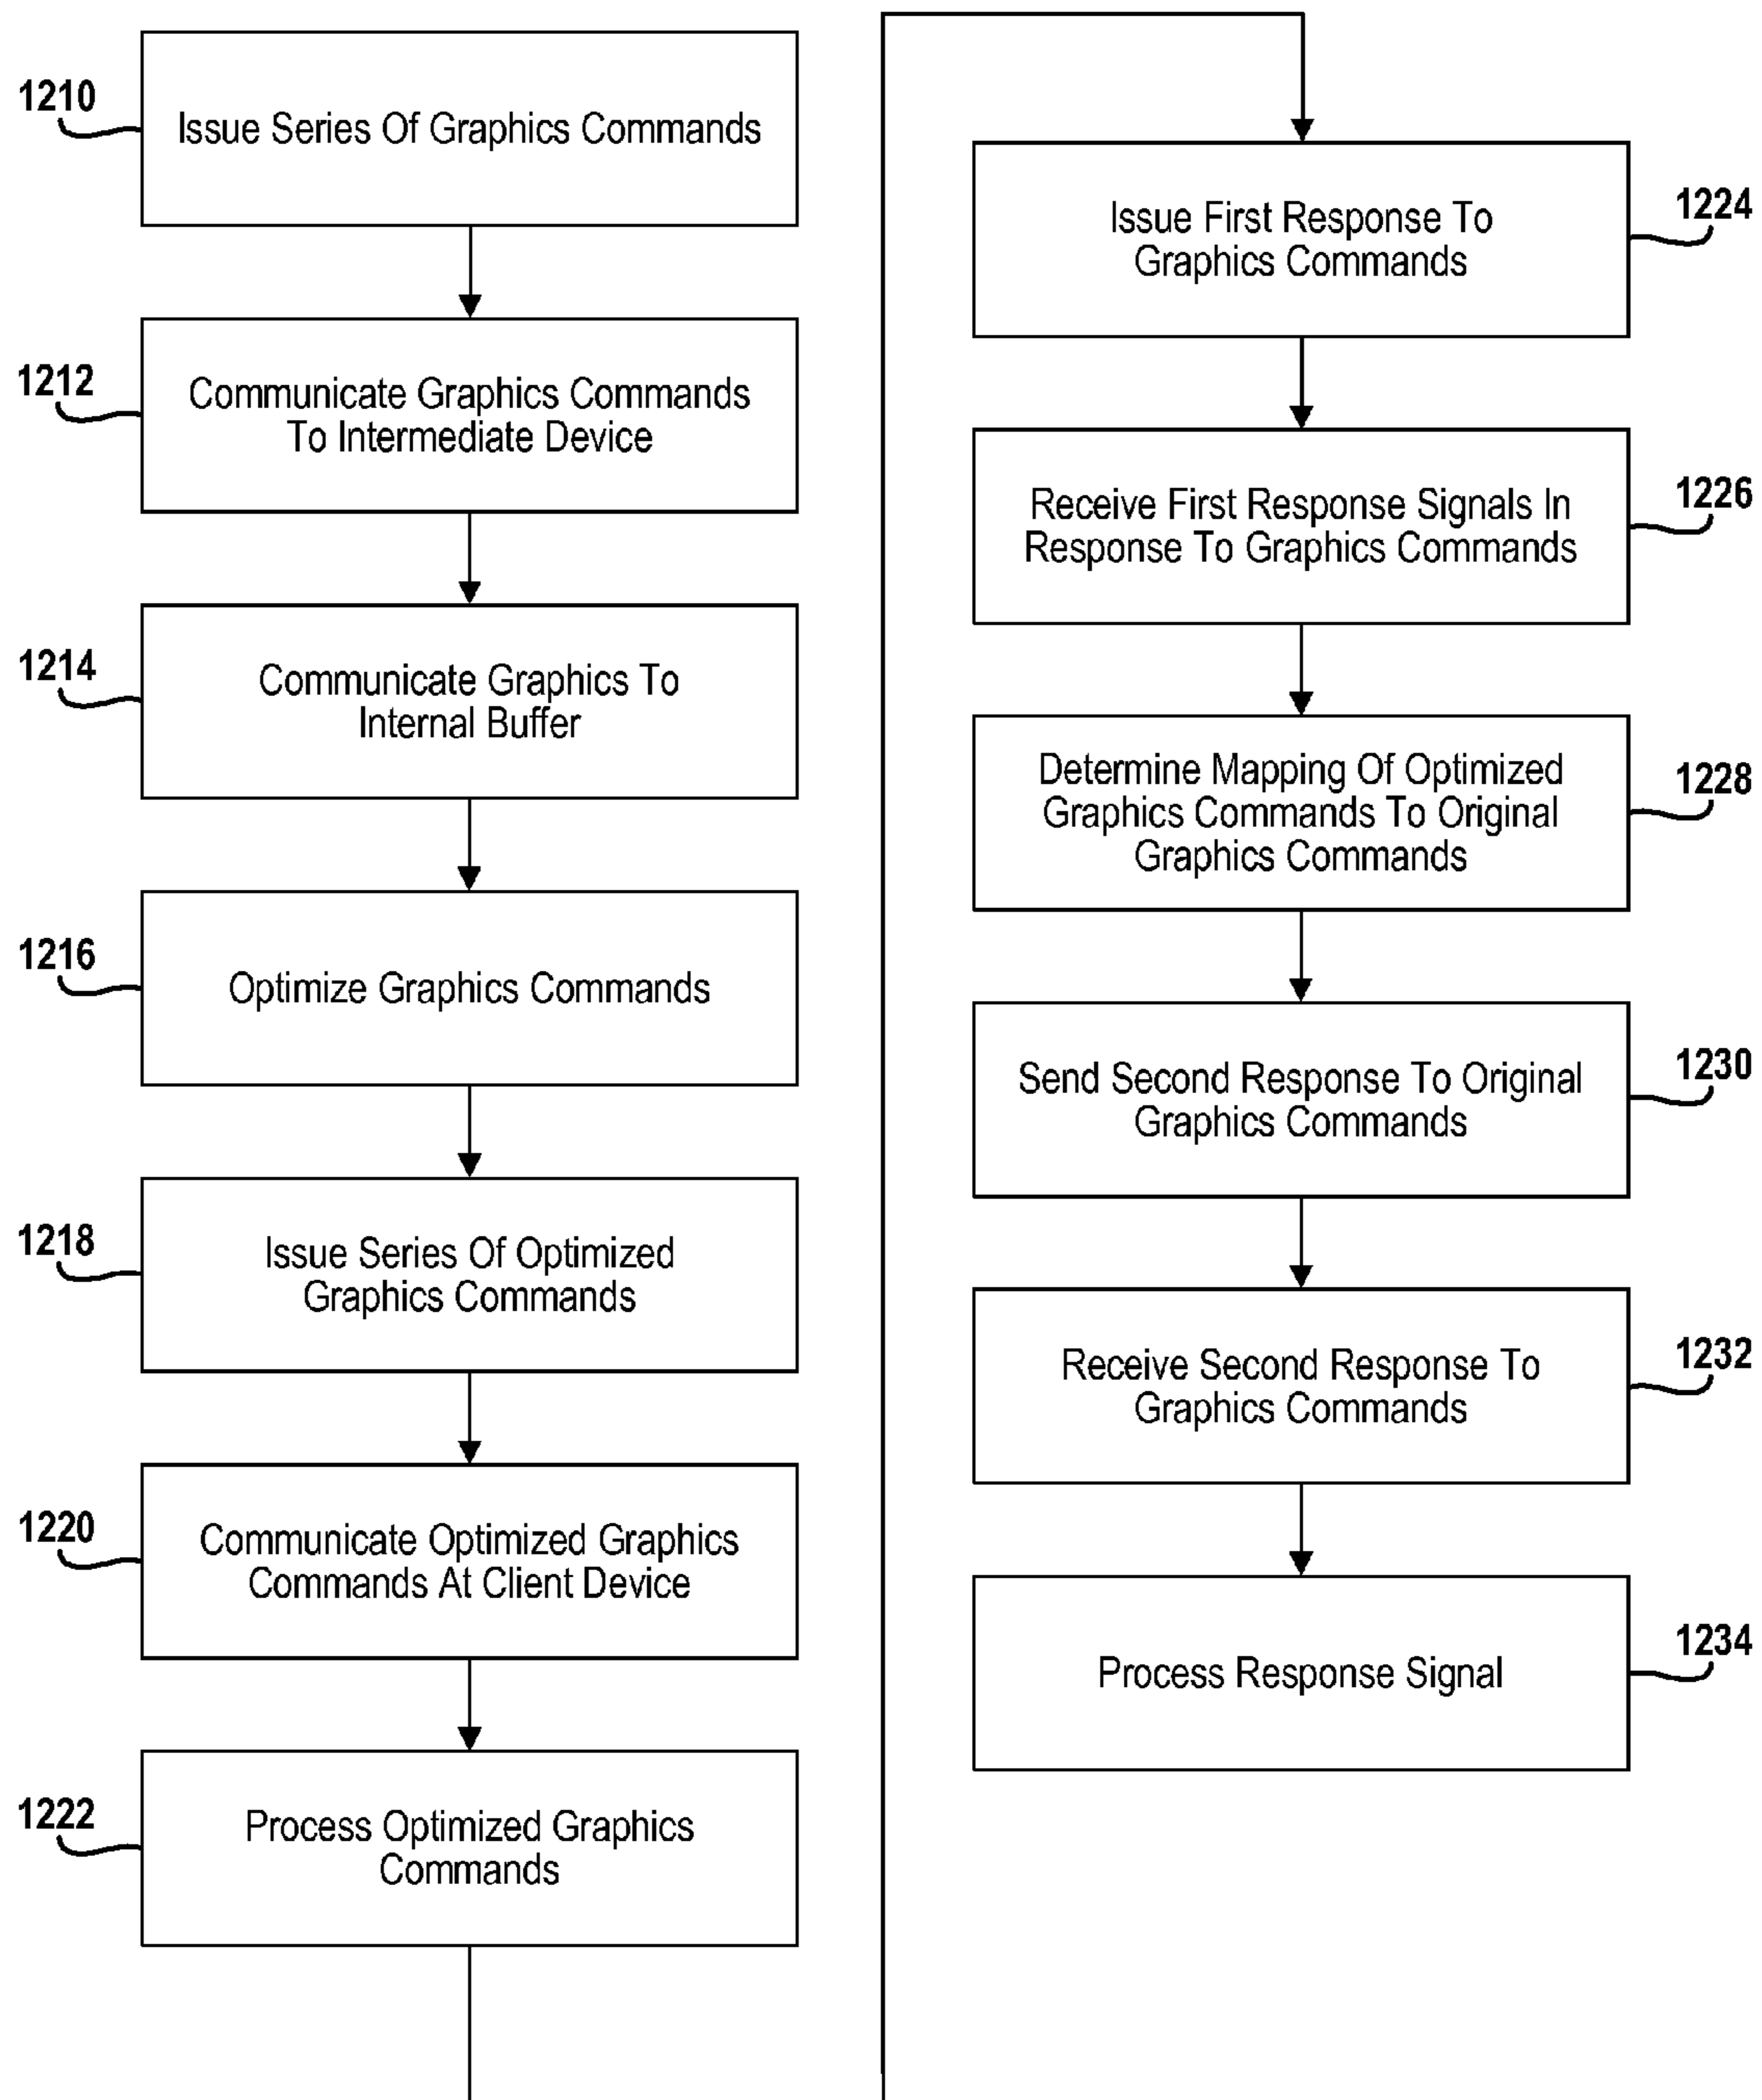 1210
Issue Series Of Graphics Commands
1212
Communicate Graphics Commands
To Intermediate Device
1214
Communicate Graphics To
Internal Buffer
1216
Optimize Graphics Commands
1218
Issue Series Of Optimized
Graphics Commands
1220
Communicate Optimized Graphics
Commands At Client Device
1222
Process Optimized Graphics
Commands
Issue First Response To
Graphics Commands
1224
Receive First Response Signals In
Response To Graphics Commands
1226
Determine Mapping Of Optimized
Graphics Commands To Original
Graphics Commands
1228
Send Second Response To Original
Graphics Commands
1230
Receive Second Response To
Graphics Commands
1232
Process Response Signal
1234